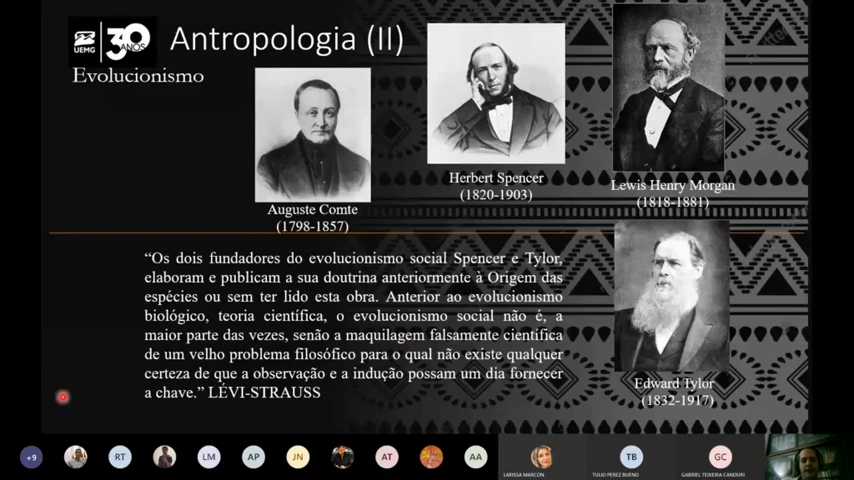 UEMG
30
ANOS
Antropologia (II)
Evolucionismo
Auguste Comte
(1798-1857)
Herbert Spencer
(1820-1903)
Lewis Henry Morgan
(1818-1881)
“Os dois fundadores do evolucionismo social Spencer e Tylor,
elaboram e publicam a sua doutrina anteriormente à Origem das
espécies ou sem ter lido esta obra. Anterior ao evolucionismo
biológico, teoria científica, o evolucionismo social não é, a
maior parte das vezes, senão a maquilagem falsamente científica
de um velho problema filosófico para o qual não existe qualquer
certeza de que a observação e a indução possam um dia fornecer
a chave.” LÉVI-STRAUSS
Edward Tylor
(1832-1917)
+9
RT
LM
AP
JN
AT
AA
LARISSA MARCON
TB
TULIO PEREZ BUENO
GC
GABRIEL TEIXEIRA CANDURI